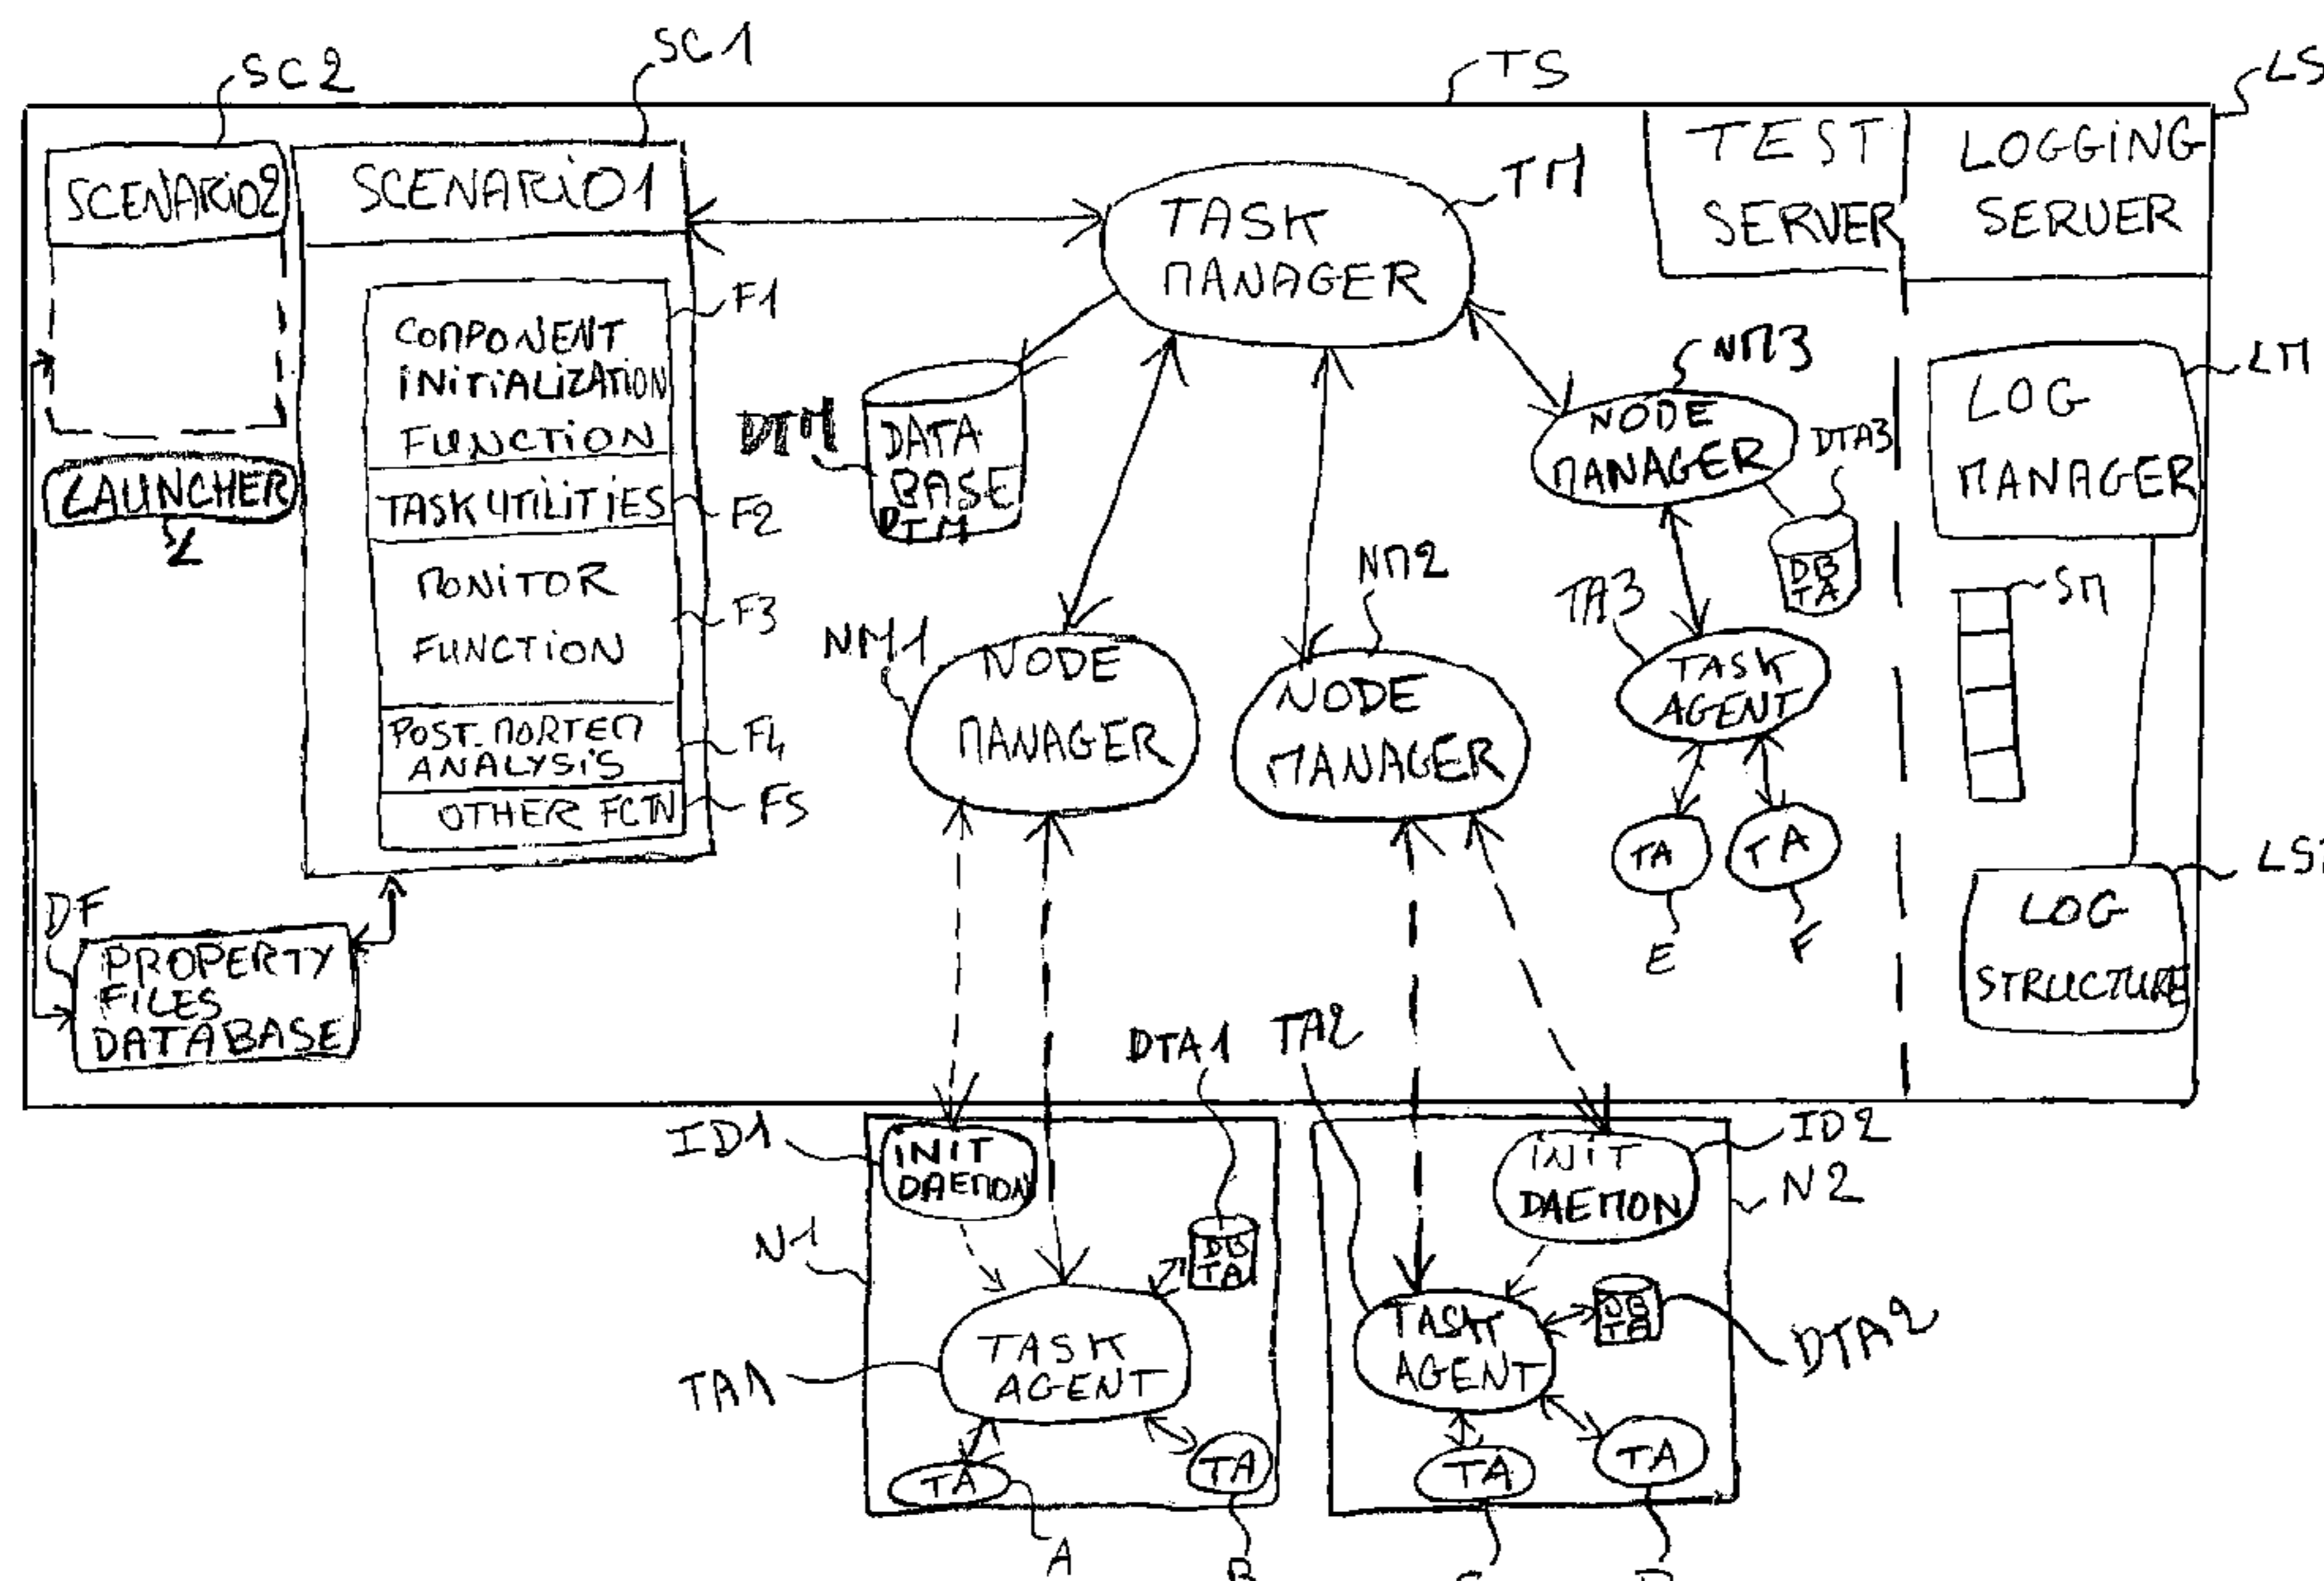 SC2
SC1
TS
LS
SCENARIO2
SCENARIO1
TASK
MANAGER
TM
TEST
SERVER
LOGGING
SERVER
F1
COMPONENT
INITIALIZATION
FUNCTION
LAUNCHER
L
TASK UTILITIES
F2
MONITOR
FUNCTION
F3
POST_MORTEM
ANALYSIS
F4
OTHER FCTN
F5
DTM
DATA
BASE
DTM
NM3
NODE
MANAGER
DTA3
DB
TA
LM
LOG
MANAGER
NM1
NODE
MANAGER
NM2
NODE
MANAGER
TA3
TASK
AGENT
TA
TA
E
F
SM
LOG
STRUCTURE
DF
PROPERTY
FILES
DATABASE
DTA1
TA2
ID1
INIT
DAEMON
N1
DB
TA
TA1
TASK
AGENT
TA
TA
A
B
ID2
N2
INIT
DAEMON
TASK
AGENT
DB
TA
DTA2
TA
TA